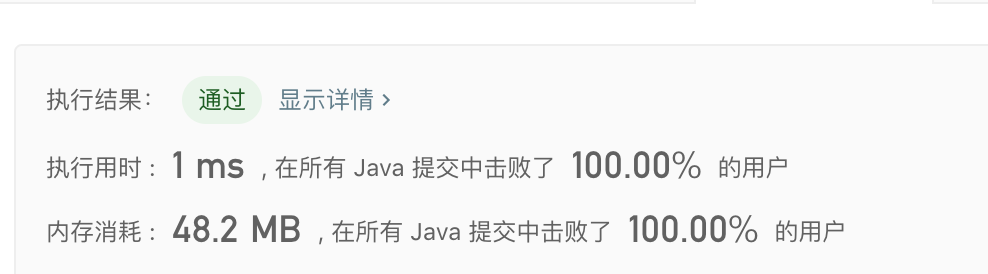 执行结果： 通过 显示详情 >
执行用时： 1 ms , 在所有 Java 提交中击败了 100.00% 的用户
内存消耗： 48.2 MB , 在所有 Java 提交中击败了 100.00% 的用户